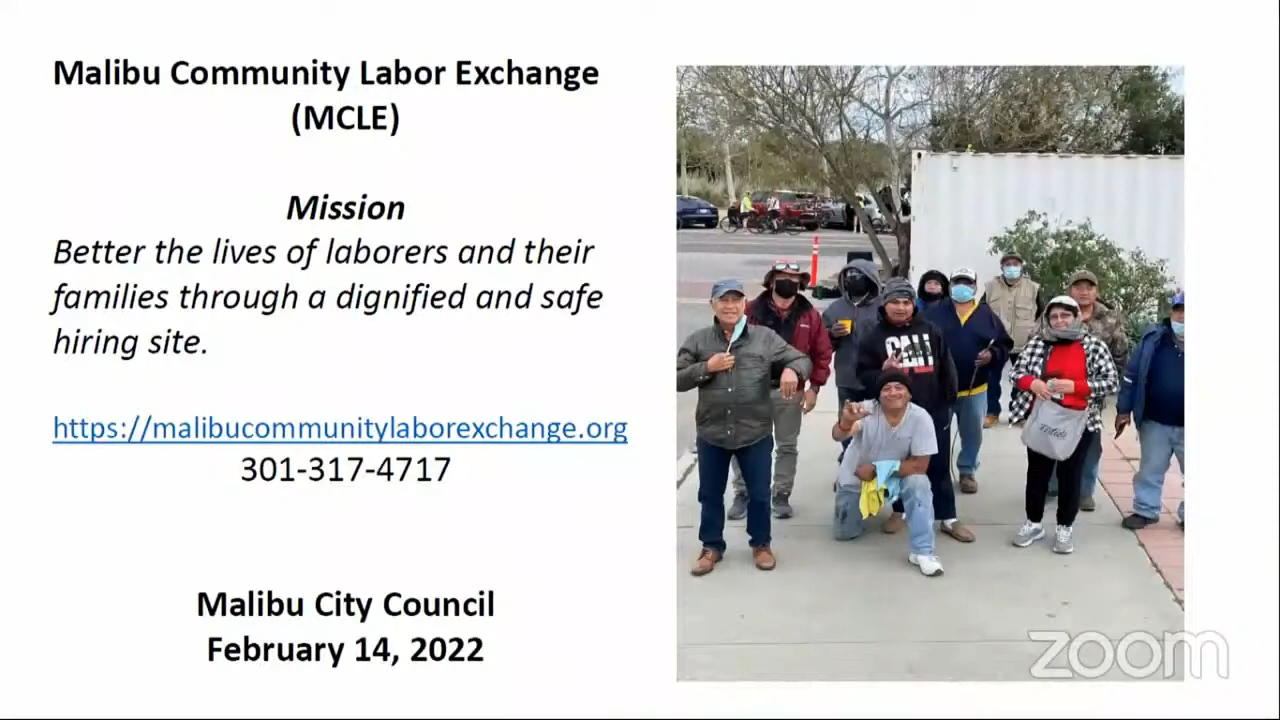 Malibu Community Labor Exchange
(MCLE)
Mission
Better the lives of laborers and their
families through a dignified and safe
hiring site.
https://malibucommunitylaborexchange.org
301-317-4717
Malibu City Council
February 14, 2022
CALI
zoom